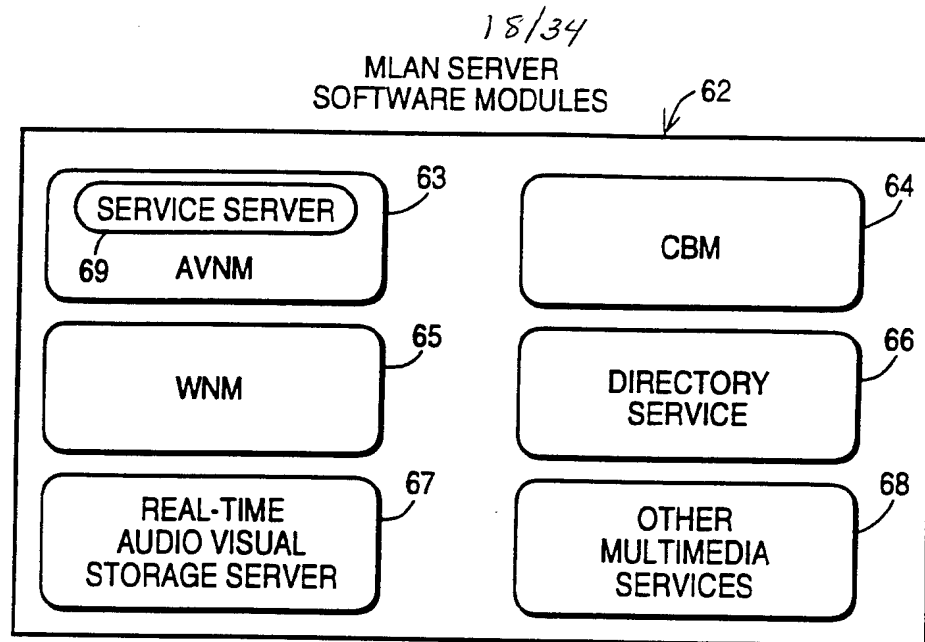 18/34
MLAN SERVER
SOFTWARE MODULES
62
63
SERVICE SERVER
69
AVNM
64
CBM
65
WNM
66
DIRECTORY
SERVICE
67
REAL-TIME
AUDIO VISUAL
STORAGE SERVER
68
OTHER
MULTIMEDIA
SERVICES